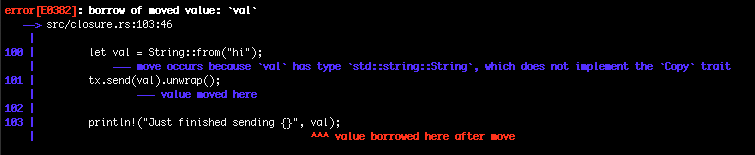 error[E0382]: borrow of moved value: `val`
--> src/closure.rs:103:46
|
100 | let val = String::from("hi");
| --- move occurs because `val` has type `std::string::String`, which does not implement the `Copy` trait
101 | tx.send(val).unwrap();
| --- value moved here
102 |
103 | println!("Just finished sending {}", val);
| ^^^ value borrowed here after move